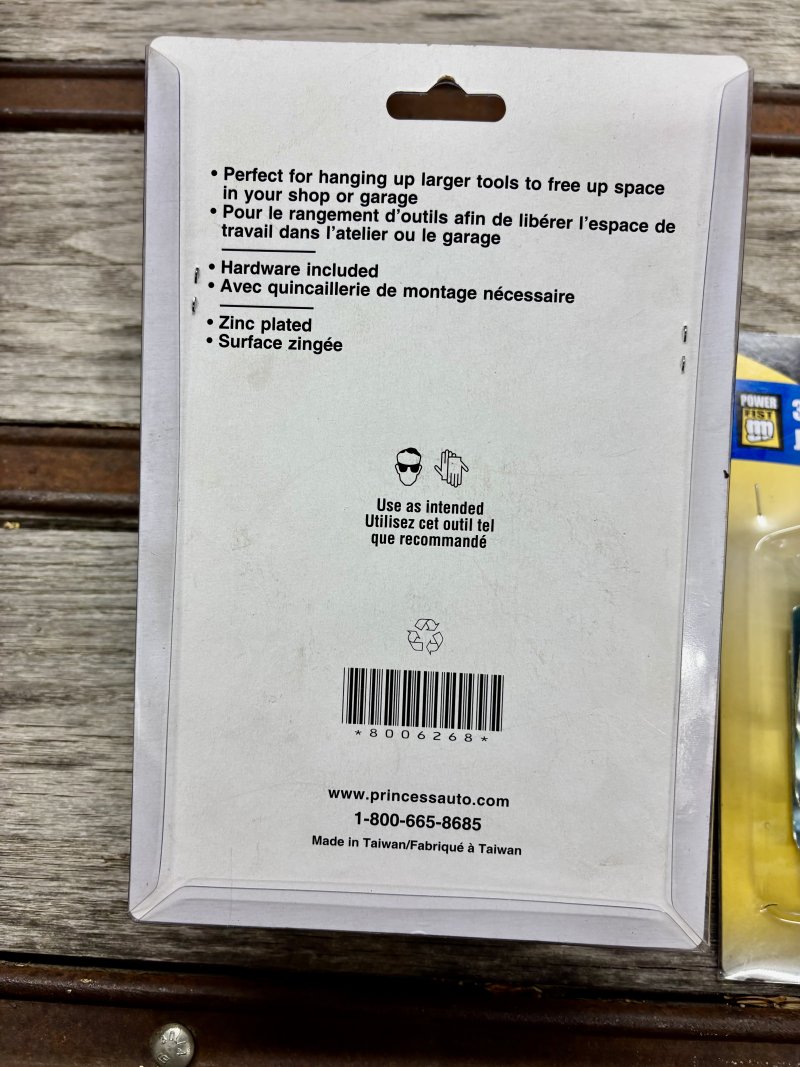 • Perfect for hanging up larger tools to free up space
in your shop or garage
• Pour le rangement d'outils afin de libérer l'espace de
travail dans l'atelier ou le garage
• Hardware included
• Avec quincaillerie de montage nécessaire
• Zinc plated
• Surface zingée
POWER
FIST
Use as intended
Utilisez cet outil tel
que recommandé
*8006268*
www.princessauto.com
1-800-665-8685
Made in Taiwan/Fabriqué à Taiwan